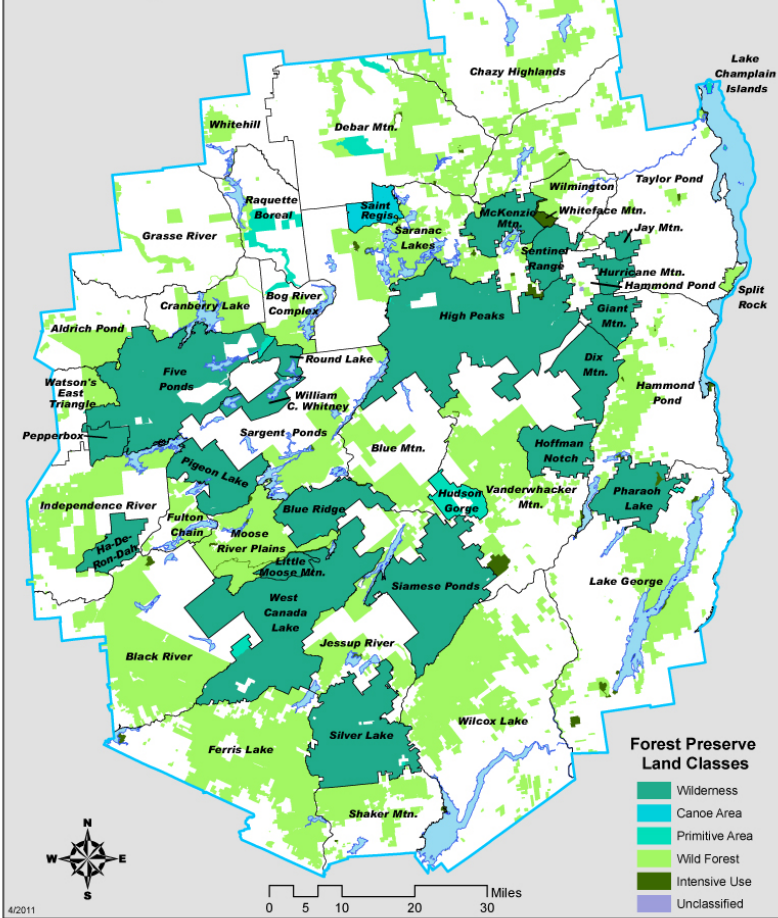 Chazy Highlands
Lake
Champlain
Islands
Whitehill
Debar Mtn.
Raquette
Boreal
Saint
Regis
Wilmington
Taylor Pond
McKenzie
Mtn.
Whiteface Mtn.
Jay Mtn.
Grasse River
Saranac
Lakes
Sentinel
Range
Hurricane Mtn.
Hammond Pond
Split
Rock
Cranberry Lake
Bog River
Complex
Aldrich Pond
High Peaks
Giant
Mtn.
Round Lake
Five
Ponds
Dix
Mtn.
Watson's
East
Triangle
William
C. Whitney
Hammond
Pond
Pepperbox
Sargent Ponds
Blue Mtn.
Hoffman
Notch
Pigeon Lake
Hudson
Gorge
Vanderwhacker
Mtn.
Pharaoh
Lake
Independence River
Blue Ridge
Fulton
Chain
Moose
River Plains
Ha-De-
Ron-Dah
Little
Moose Mtn.
Siamese Ponds
Lake George
West
Canada
Lake
Black River
Jessup River
Wilcox Lake
Ferris Lake
Silver Lake
Shaker Mtn.
Forest Preserve
Land Classes
Wilderness
Canoe Area
Primitive Area
Wild Forest
Intensive Use
Unclassified
N
W E
S
Miles
0 5 10 20 30
4/2011